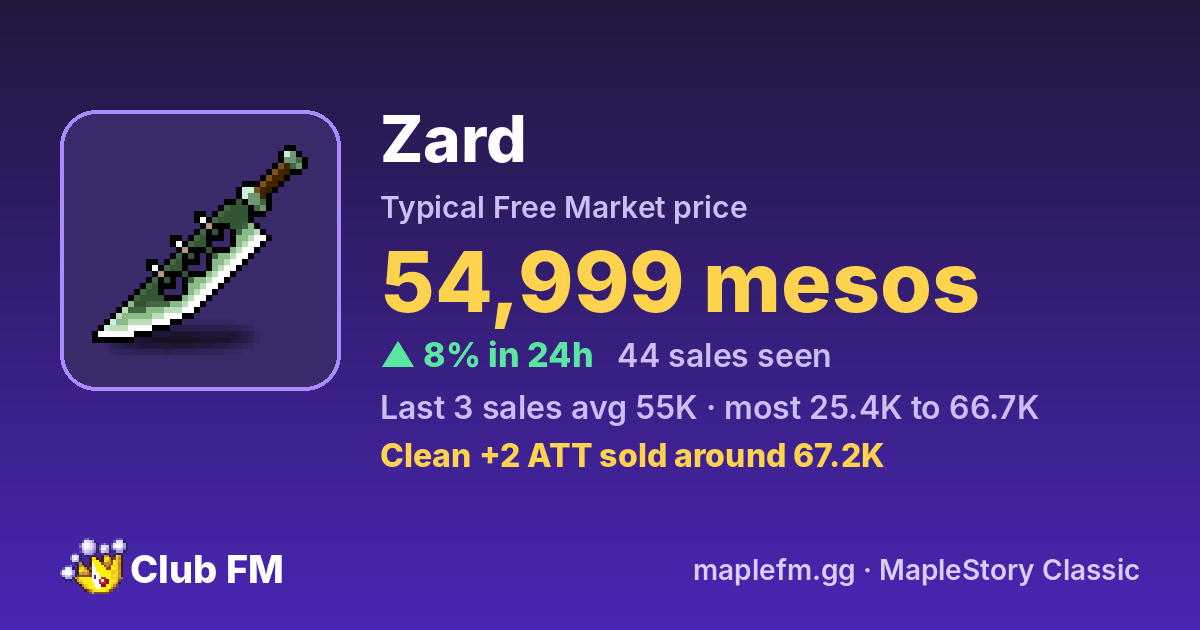 Zard
Typical Free Market price
54,999 mesos
▲ 8% in 24h 44 sales seen
Last 3 sales avg 55K · most 25.4K to 66.7K
Clean +2 ATT sold around 67.2K
Club FM
maplefm.gg · MapleStory Classic